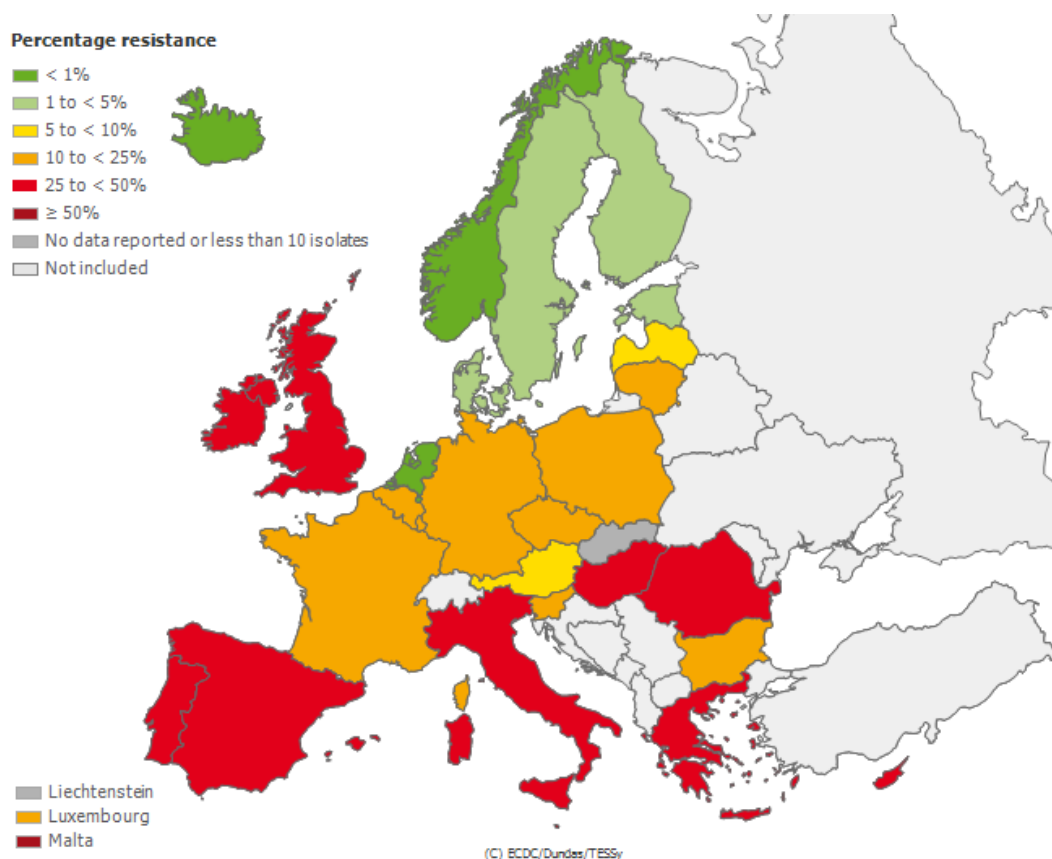 Percentage resistance
< 1%
1 to < 5%
5 to < 10%
10 to < 25%
25 to < 50%
≥ 50%
No data reported or less than 10 isolates
Not included
Liechtenstein
Luxembourg
Malta
(C) ECDC/Dundas/TESSy